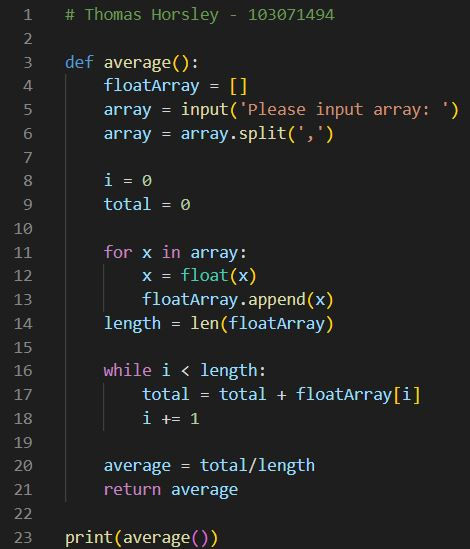 1 # Thomas Horsley - 103071494
2
3 def average():
4     floatArray = []
5     array = input('Please input array: ')
6     array = array.split(',')
7
8     i = 0
9     total = 0
10
11     for x in array:
12         x = float(x)
13         floatArray.append(x)
14     length = len(floatArray)
15
16     while i < length:
17         total = total + floatArray[i]
18         i += 1
19
20     average = total/length
21     return average
22
23 print(average())